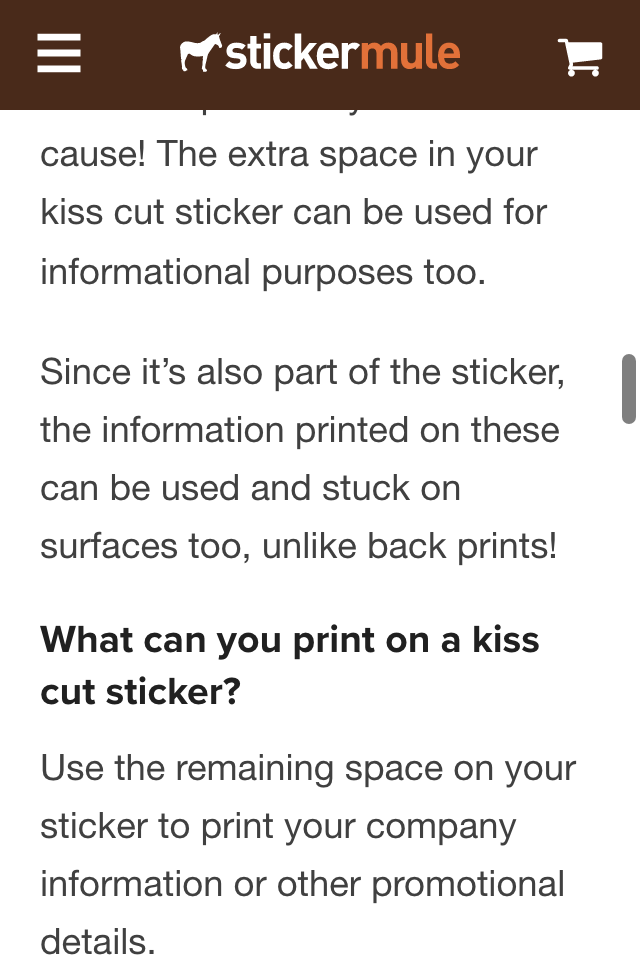 stickermule
cause! The extra space in your
kiss cut sticker can be used for
informational purposes too.
Since it’s also part of the sticker,
the information printed on these
can be used and stuck on
surfaces too, unlike back prints!
What can you print on a kiss
cut sticker?
Use the remaining space on your
sticker to print your company
information or other promotional
details.